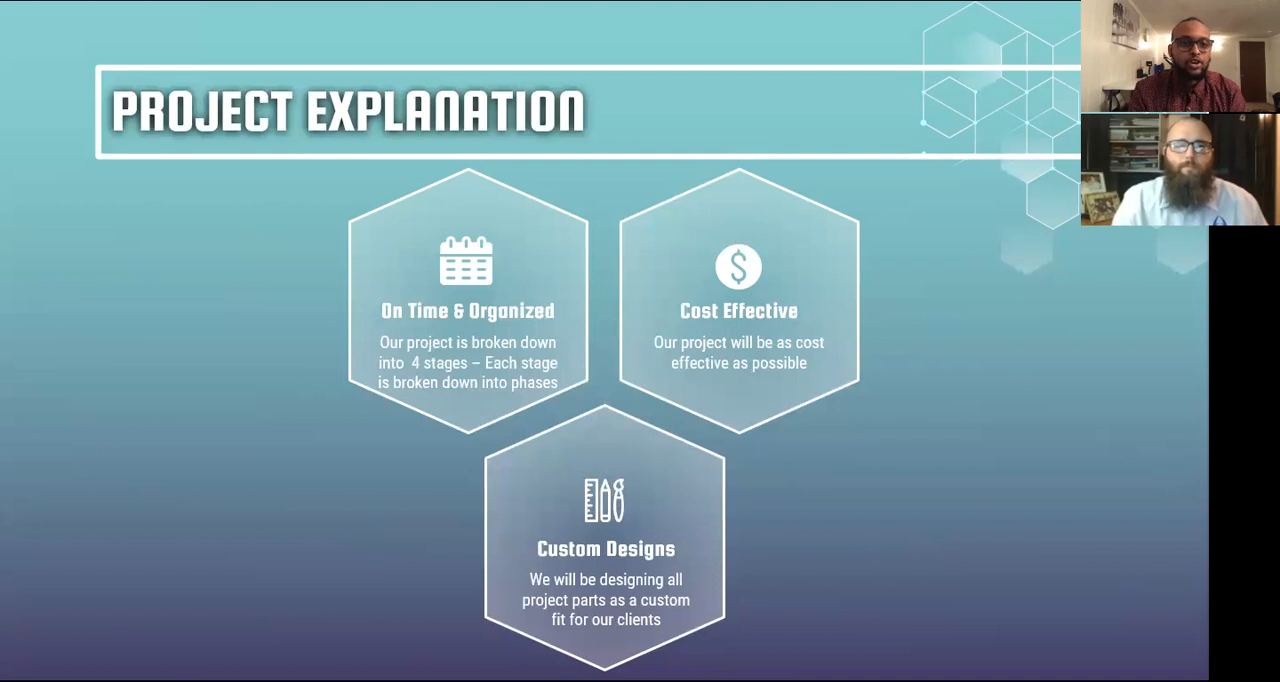 PROJECT EXPLANATION
On Time & Organized
Our project is broken down
into 4 stages – Each stage
is broken down into phases
Cost Effective
Our project will be as cost
effective as possible
Custom Designs
We will be designing all
project parts as a custom
fit for our clients